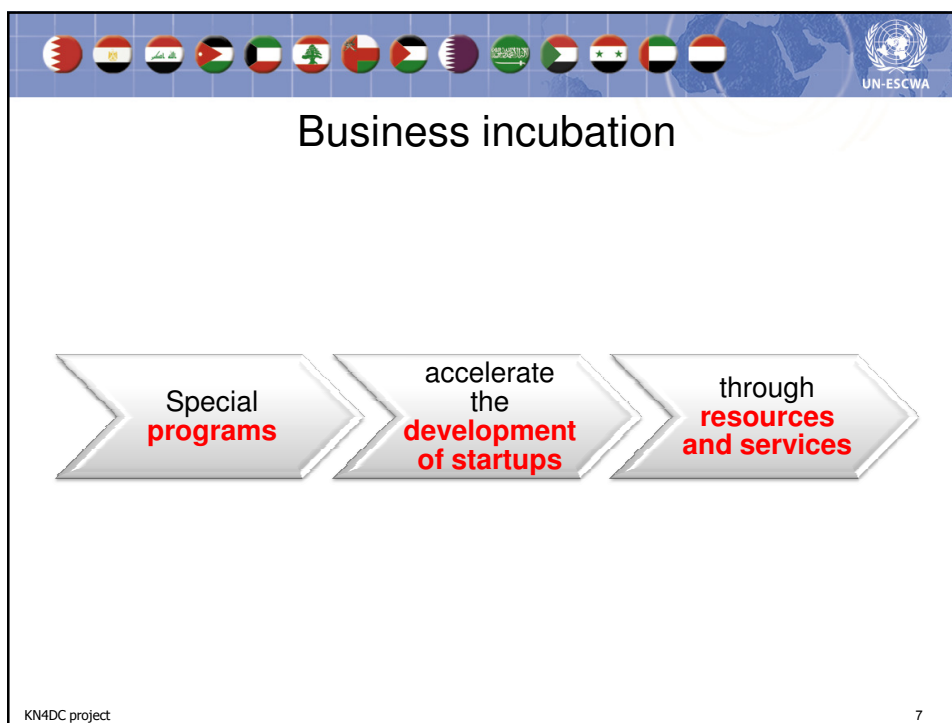 UN-ESCWA
Business incubation
Special
programs
accelerate
the
development
of startups
through
resources
and services
KN4DC project
7